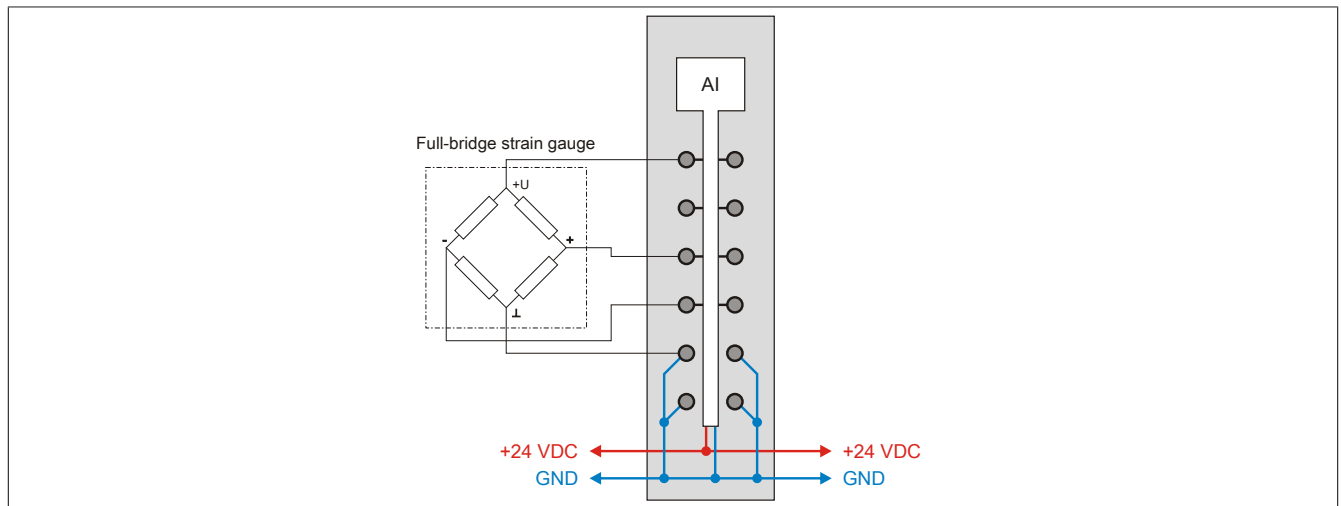 AI
Full-bridge strain gauge
+U
- +
⊥
+24 VDC +24 VDC
GND GND